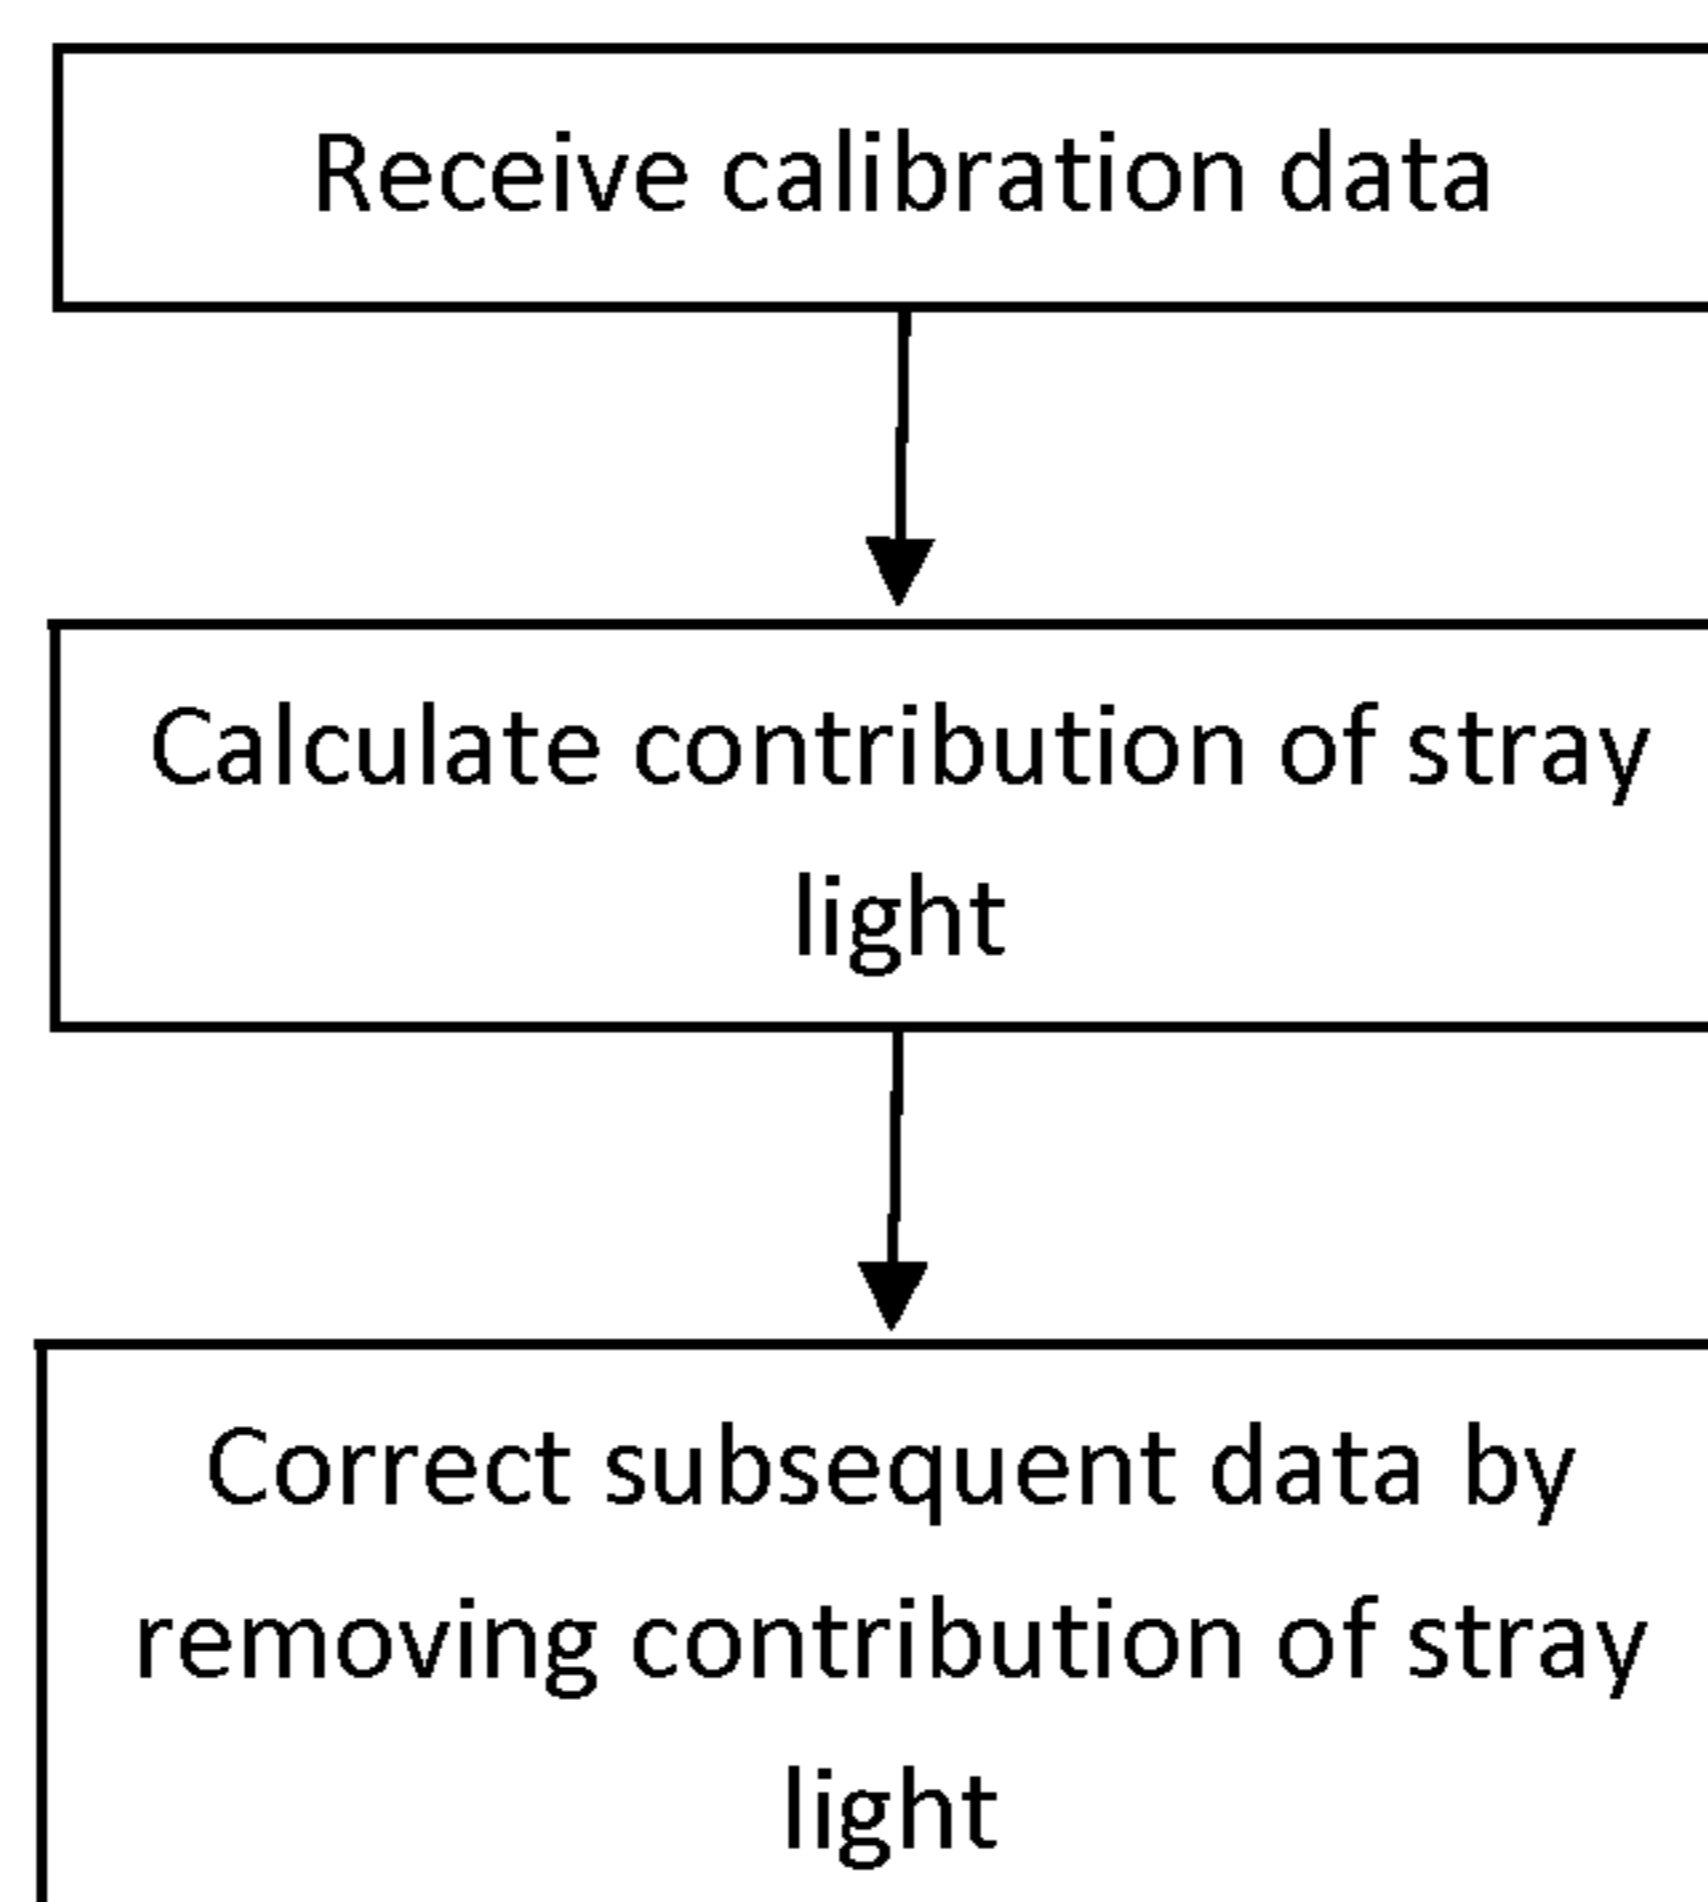 Receive calibration data
Calculate contribution of stray
light
Correct subsequent data by
removing contribution of stray
light